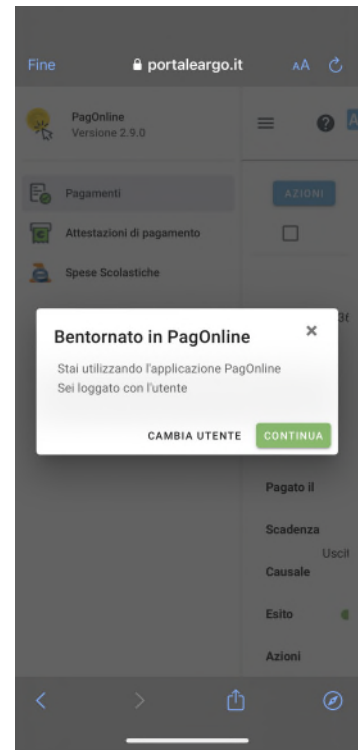 Fine
portaleargo.it
AA
PagOnline
Versione 2.9.0
Pagamenti
Attestazioni di pagamento
Spese Scolastiche
AZIONI
Bentornato in PagOnline
Stai utilizzando l'applicazione PagOnline
Sei loggato con l'utente
CAMBIA UTENTE
CONTINUA
Pagato il
Scadenza
Uscit
Causale
Esito
Azioni